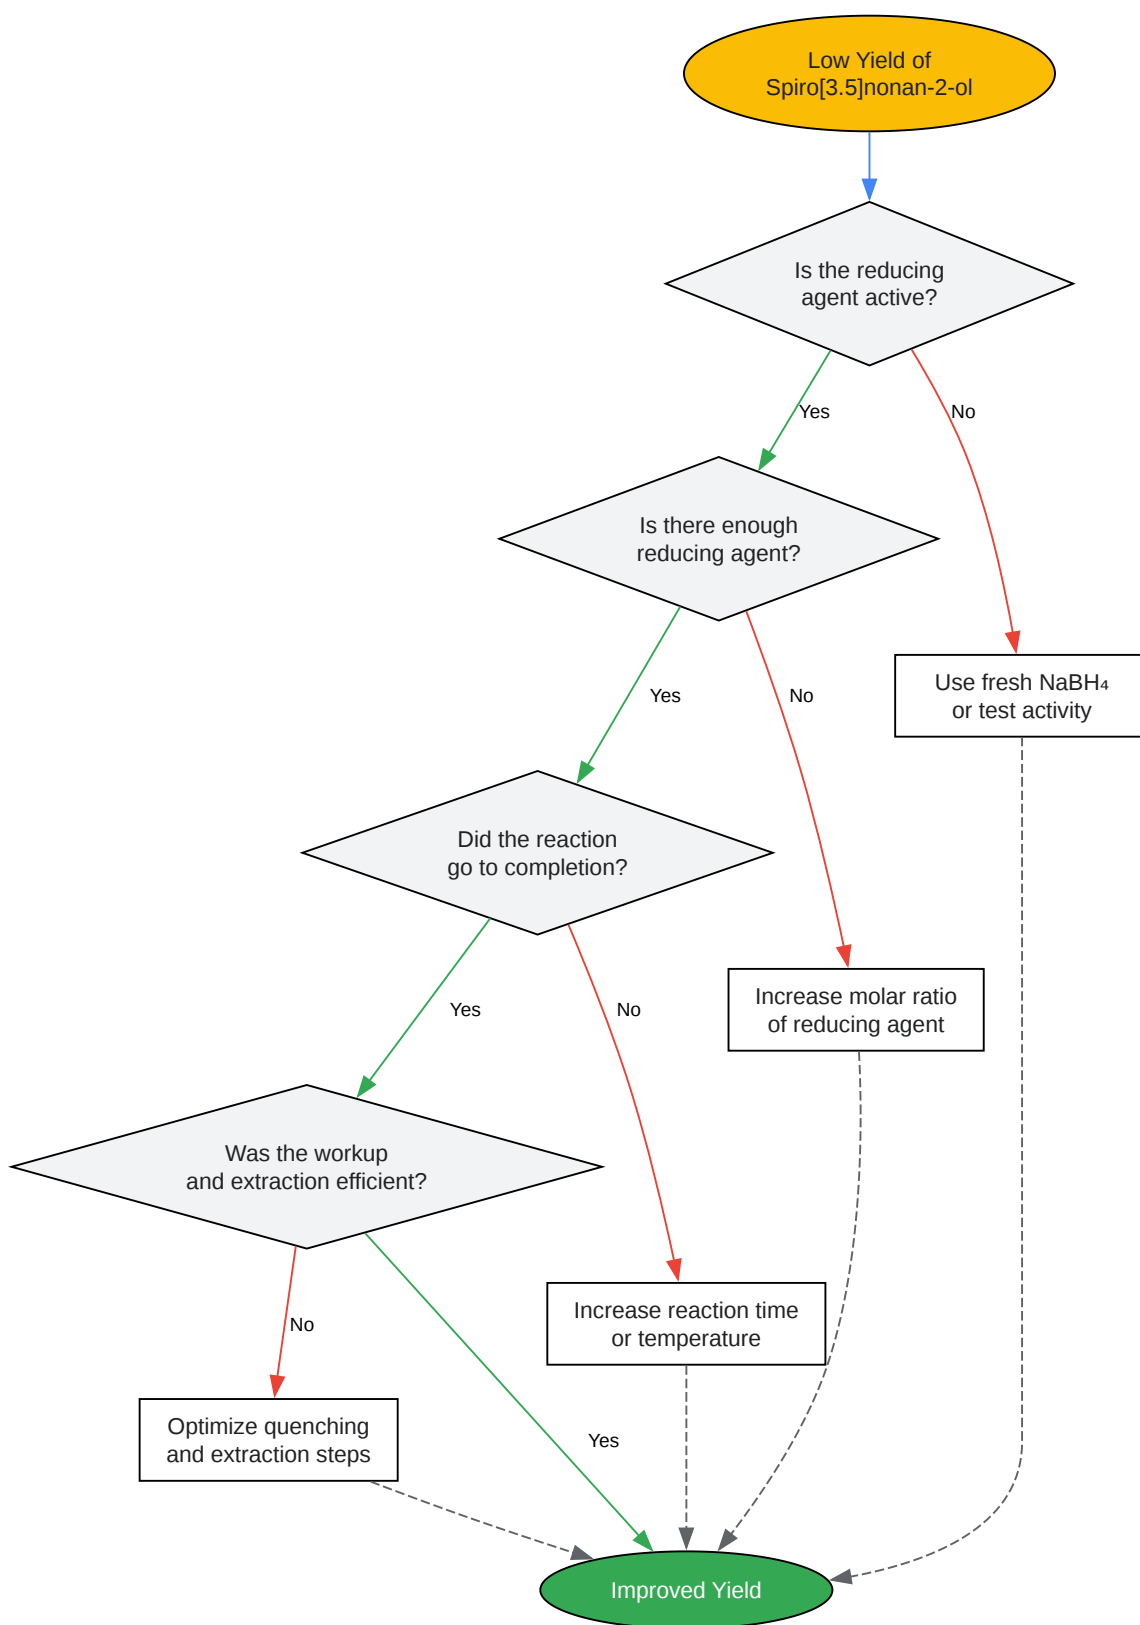 Low Yield of
Spiro[3.5]nonan-2-ol
Is the reducing
agent active?
Yes
No
Is there enough
reducing agent?
Use fresh NaBH₄
or test activity
Yes
No
Did the reaction
go to completion?
Increase molar ratio
of reducing agent
Yes
No
Was the workup
and extraction efficient?
Increase reaction time
or temperature
No
Optimize quenching
and extraction steps
Yes
Improved Yield